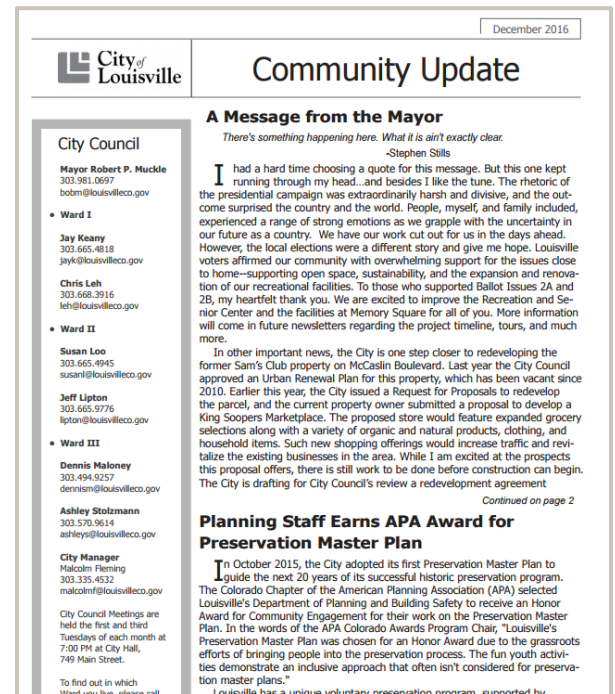 December 2016
City of
Louisville
Community Update
City Council
Mayor Robert P. Muckle
303.981.0697
bobm@louisvilleco.gov
• Ward I
Jay Keany
303.665.4818
jayk@louisvilleco.gov
Chris Leh
303.668.3916
leh@louisvilleco.gov
• Ward II
Susan Loo
303.665.4945
susanl@louisvilleco.gov
Jeff Lipton
303.665.9776
lipton@louisvilleco.gov
• Ward III
Dennis Maloney
303.494.9257
dennism@louisvilleco.gov
Ashley Stolzmann
303.570.9614
ashleys@louisvilleco.gov
City Manager
Malcolm Fleming
303.335.4532
malcolmf@louisvilleco.gov
City Council Meetings are
held the first and third
Tuesdays of each month at
7:00 PM at City Hall,
749 Main Street.
To find out in which
Ward you live, please call
A Message from the Mayor
There's something happening here. What it is ain't exactly clear.
-Stephen Stills
I had a hard time choosing a quote for this message. But this one kept
running through my head...and besides I like the tune. The rhetoric of
the presidential campaign was extraordinarily harsh and divisive, and the out-
come surprised the country and the world. People, myself, and family included,
experienced a range of strong emotions as we grapple with the uncertainty in
our future as a country. We have our work cut out for us in the days ahead.
However, the local elections were a different story and give me hope. Louisville
voters affirmed our community with overwhelming support for the issues close
to home--supporting open space, sustainability, and the expansion and renova-
tion of our recreational facilities. To those who supported Ballot Issues 2A and
2B, my heartfelt thank you. We are excited to improve the Recreation and Se-
nior Center and the facilities at Memory Square for all of you. More information
will come in future newsletters regarding the project timeline, tours, and much
more.
In other important news, the City is one step closer to redeveloping the
former Sam's Club property on McCaslin Boulevard. Last year the City Council
approved an Urban Renewal Plan for this property, which has been vacant since
2010. Earlier this year, the City issued a Request for Proposals to redevelop
the parcel, and the current property owner submitted a proposal to develop a
King Soopers Marketplace. The proposed store would feature expanded grocery
selections along with a variety of organic and natural products, clothing, and
household items. Such new shopping offerings would increase traffic and revi-
talize the existing businesses in the area. While I am excited at the prospects
this proposal offers, there is still work to be done before construction can begin.
The City is drafting for City Council's review a redevelopment agreement
Continued on page 2
Planning Staff Earns APA Award for
Preservation Master Plan
In October 2015, the City adopted its first Preservation Master Plan to
guide the next 20 years of its successful historic preservation program.
The Colorado Chapter of the American Planning Association (APA) selected
Louisville's Department of Planning and Building Safety to receive an Honor
Award for Community Engagement for their work on the Preservation Master
Plan. In the words of the APA Colorado Awards Program Chair, "Louisville's
Preservation Master Plan was chosen for an Honor Award due to the grassroots
efforts of bringing people into the preservation process. The fun youth activi-
ties demonstrate an inclusive approach that often isn't considered for preserva-
tion master plans."
Louisville has a unique voluntary preservation program, supported by